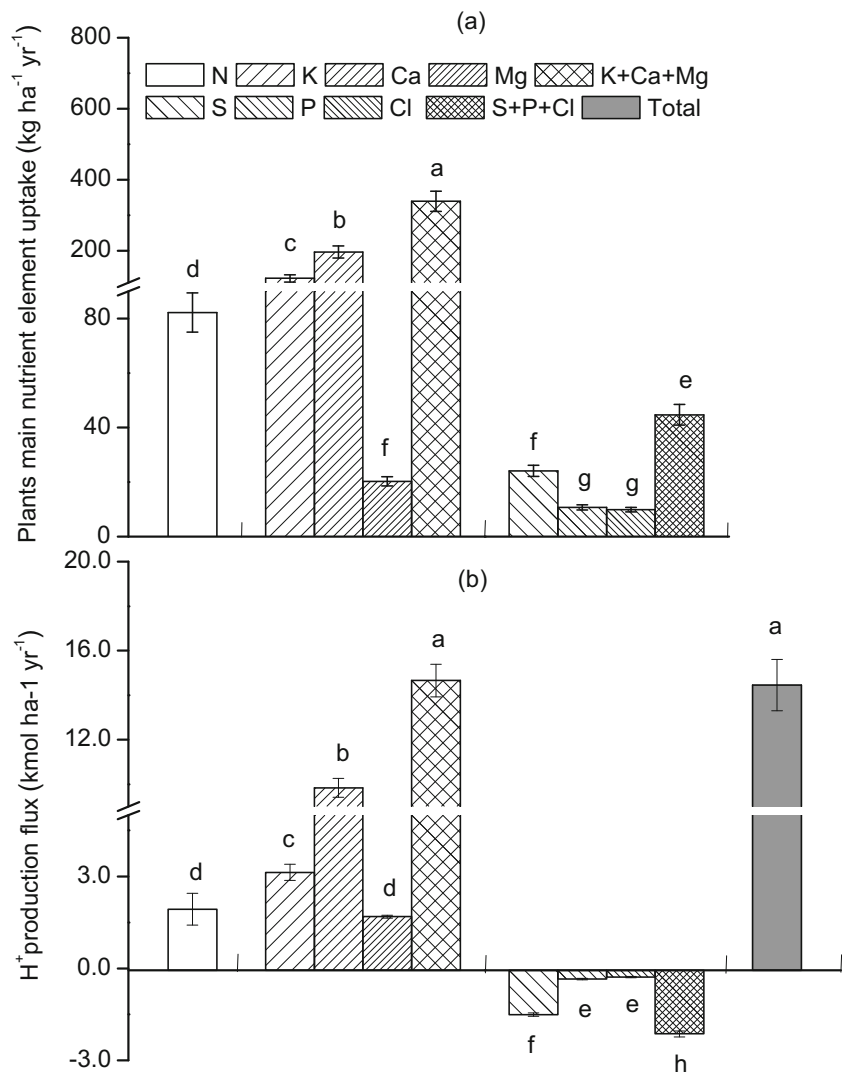 (a)
Plants main nutrient element uptake (kg ha⁻¹ yr⁻¹)
800
600
400
200
80
40
0
N K Ca Mg K+Ca+Mg
S P Cl S+P+Cl Total
d
c
b
f
a
f
g
g
e
(b)
H⁺production flux (kmol ha-1 yr⁻¹)
20.0
16.0
12.0
3.0
0.0
-3.0
d
c
b
d
a
f
e
e
h
a